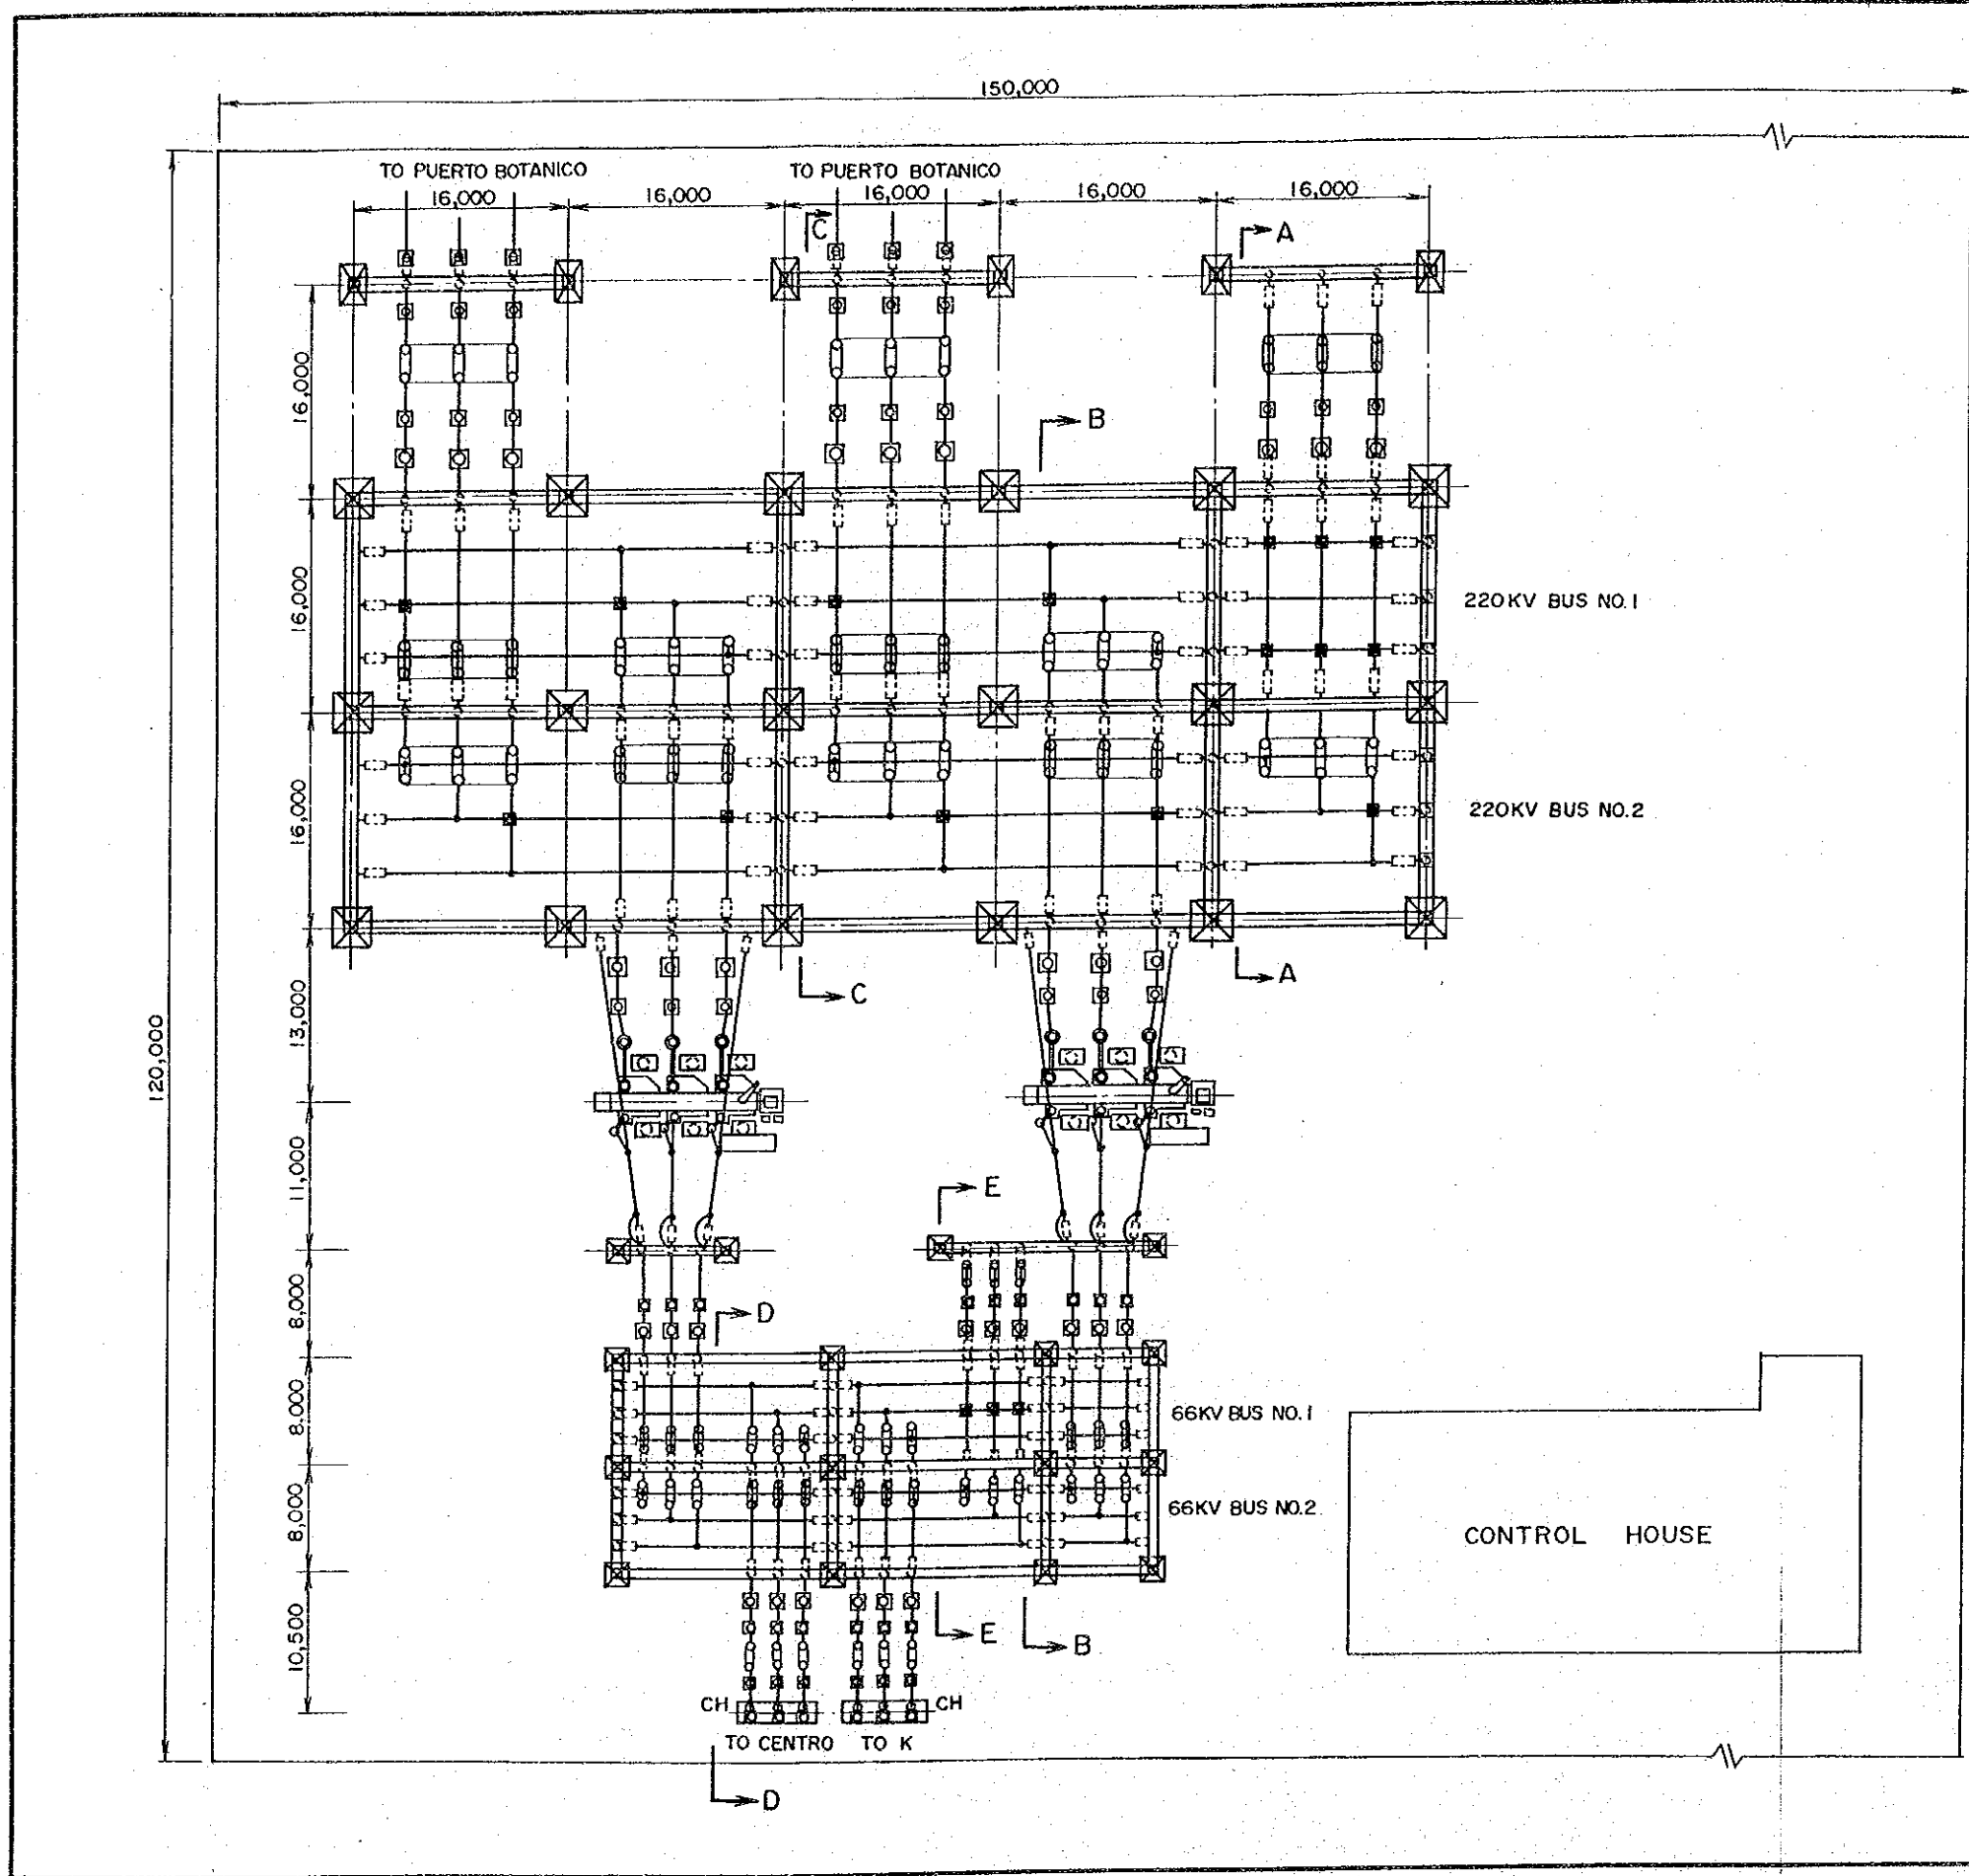 150,000
TO PUERTO BOTANICO
TO PUERTO BOTANICO
16,000
16,000
16,000
16,000
16,000
C
A
16,000
B
16,000
220KV BUS NO.1
16,000
220KV BUS NO.2
C
A
13,000
120,000
11,000
E
8,000
D
8,000
66KV BUS NO.1
8,000
66KV BUS NO.2
CONTROL HOUSE
10,500
E
B
CH
CH
TO CENTRO
TO K
D